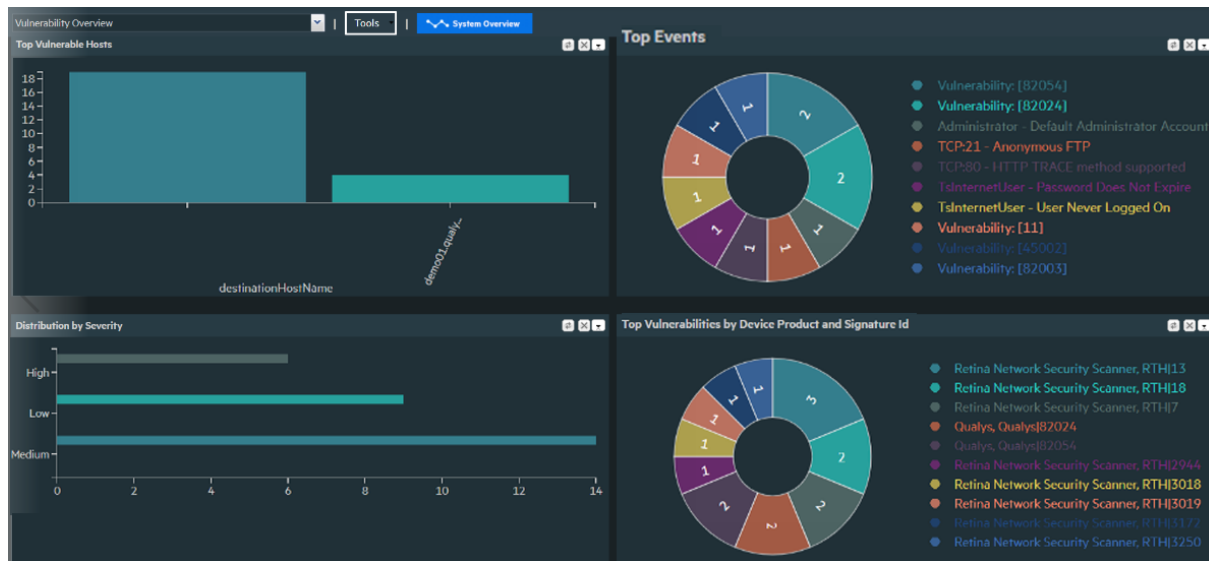 Vulnerability Overview | Tools | System Overview
Top Vulnerable Hosts
18
16
14
12
10
8
6
4
2
0
demo01.qualy...
destinationHostName
Top Events
2
2
1
1
1
1
1
1
1
1
Vulnerability: [82054]
Vulnerability: [82024]
Administrator - Default Administrator Account
TCP:21 - Anonymous FTP
TCP:80 - HTTP TRACE method supported
TsInternetUser - Password Does Not Expire
TsInternetUser - User Never Logged On
Vulnerability: [11]
Vulnerability: [45002]
Vulnerability: [82003]
Distribution by Severity
High
Low
Medium
0 2 4 6 8 10 12 14
Top Vulnerabilities by Device Product and Signature Id
3
2
2
2
2
1
1
1
1
1
Retina Network Security Scanner, RTH|13
Retina Network Security Scanner, RTH|18
Retina Network Security Scanner, RTH|7
Qualys, Qualys|82024
Qualys, Qualys|82054
Retina Network Security Scanner, RTH|2944
Retina Network Security Scanner, RTH|3018
Retina Network Security Scanner, RTH|3019
Retina Network Security Scanner, RTH|3172
Retina Network Security Scanner, RTH|3250